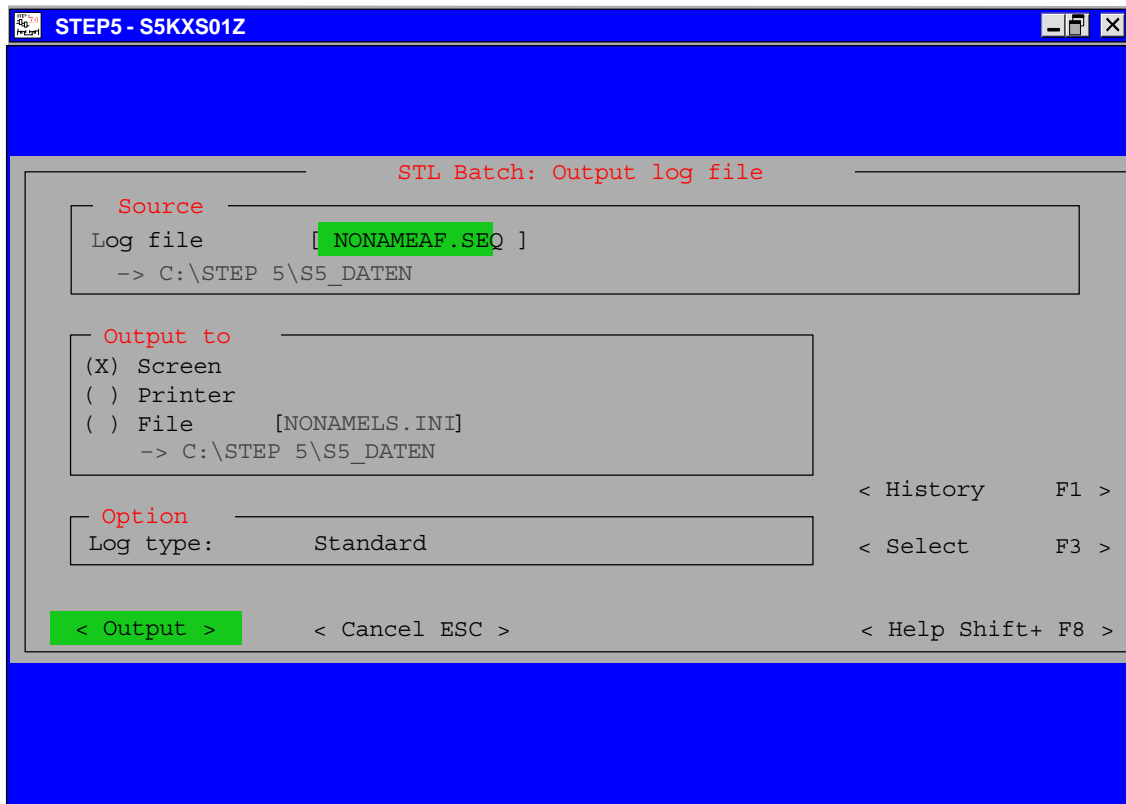 STEP5 - S5KXS01Z
STL Batch: Output log file
Source
Log file [ NONAMEAF.SEQ ]
-> C:\STEP 5\S5_DATEN
Output to
(X) Screen
( ) Printer
( ) File [NONAMELS.INI]
-> C:\STEP 5\S5_DATEN
< History F1 >
Option
Log type: Standard
< Select F3 >
< Output > < Cancel ESC > < Help Shift+ F8 >